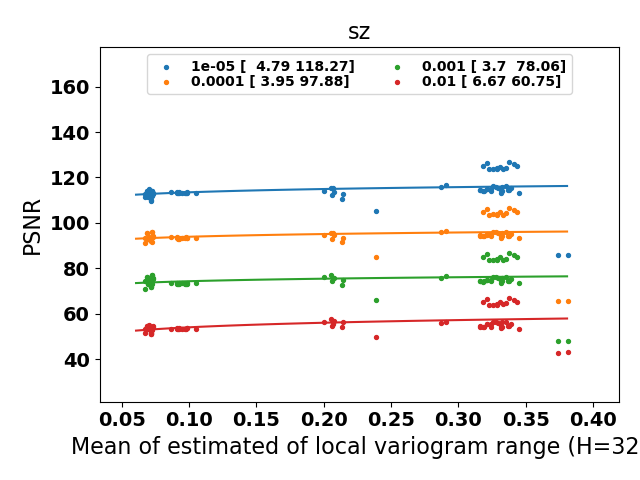 sz
1e-05 [  4.79 118.27]
0.0001 [ 3.95 97.88]
0.001 [ 3.7  78.06]
0.01 [ 6.67 60.75]
PSNR
160
140
120
100
80
60
40
0.05 0.10 0.15 0.20 0.25 0.30 0.35 0.40
Mean of estimated of local variogram range (H=32